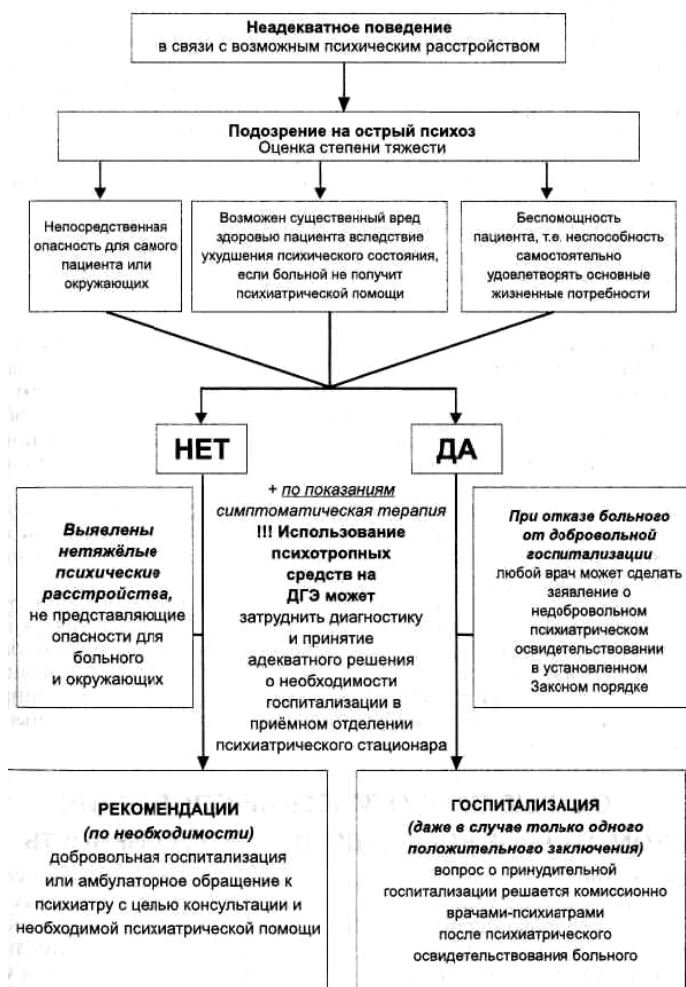 Неадекватное поведение
в связи с возможным психическим расстройством
Подозрение на острый психоз
Оценка степени тяжести
Непосредственная
опасность для самого
пациента или
окружающих
Возможен существенный вред
здоровью пациента вследствие
ухудшения психического состояния,
если больной не получит
психиатрической помощи
Беспомощность
пациента, т.е. неспособность
самостоятельно
удовлетворять основные
жизненные потребности
НЕТ
ДА
Выявлены
нетяжёлые
психические
расстройства,
не представляющие
опасности для
больного
и окружающих
+ по показаниям
симптоматическая терапия
!!! Использование
психотропных
средств на
ДГЭ может
затруднить диагностику
и принятие
адекватного решения
о необходимости
госпитализации в
приёмном отделении
психиатрического стационара
При отказе больного
от добровольной
госпитализации
любой врач может сделать
заявление о
недобровольном
психиатрическом
освидетельствовании
в установленном
Законом порядке
РЕКОМЕНДАЦИИ
(по необходимости)
добровольная госпитализация
или амбулаторное обращение к
психиатру с целью консультации и
необходимой психиатрической помощи
ГОСПИТАЛИЗАЦИЯ
(даже в случае только одного
положительного заключения)
вопрос о принудительной
госпитализации решается комиссионно
врачами-психиатрами
после психиатрического
освидетельствования больного